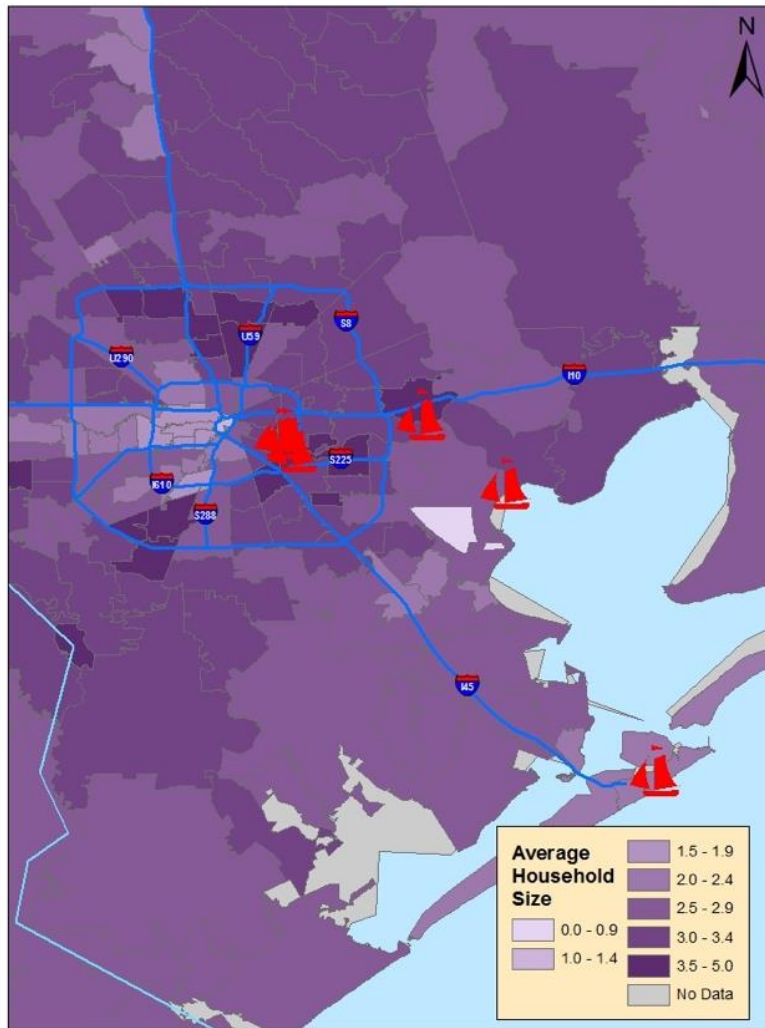 N
U59
S8
U290
I10
S225
I610
S288
I45
Average
Household
Size
0.0 - 0.9
1.0 - 1.4
1.5 - 1.9
2.0 - 2.4
2.5 - 2.9
3.0 - 3.4
3.5 - 5.0
No Data